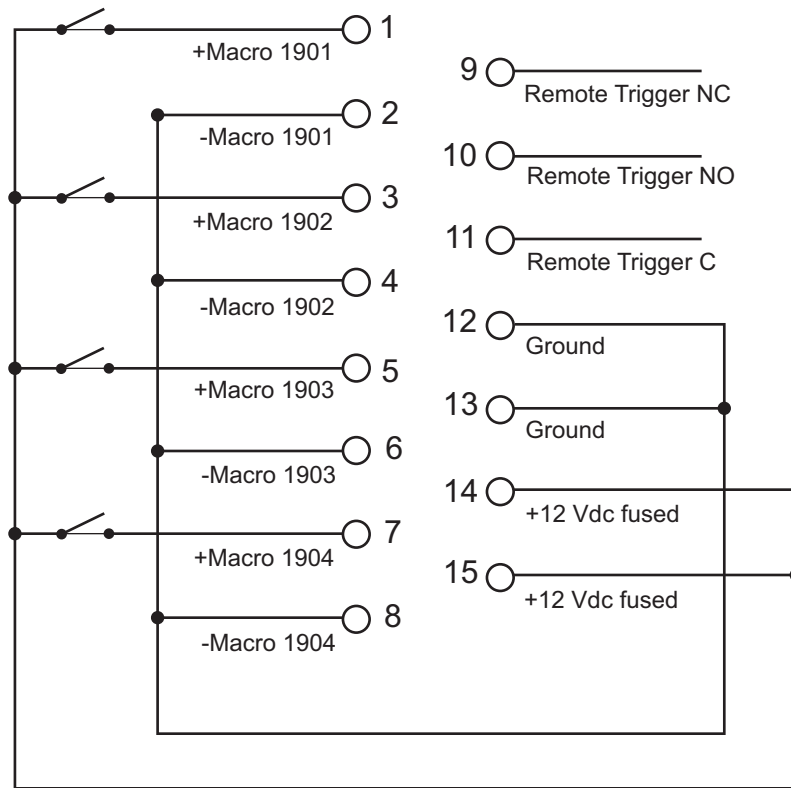 1
+Macro 1901
2
-Macro 1901
3
+Macro 1902
4
-Macro 1902
5
+Macro 1903
6
-Macro 1903
7
+Macro 1904
8
-Macro 1904
9
Remote Trigger NC
10
Remote Trigger NO
11
Remote Trigger C
12
Ground
13
Ground
14
+12 Vdc fused
15
+12 Vdc fused